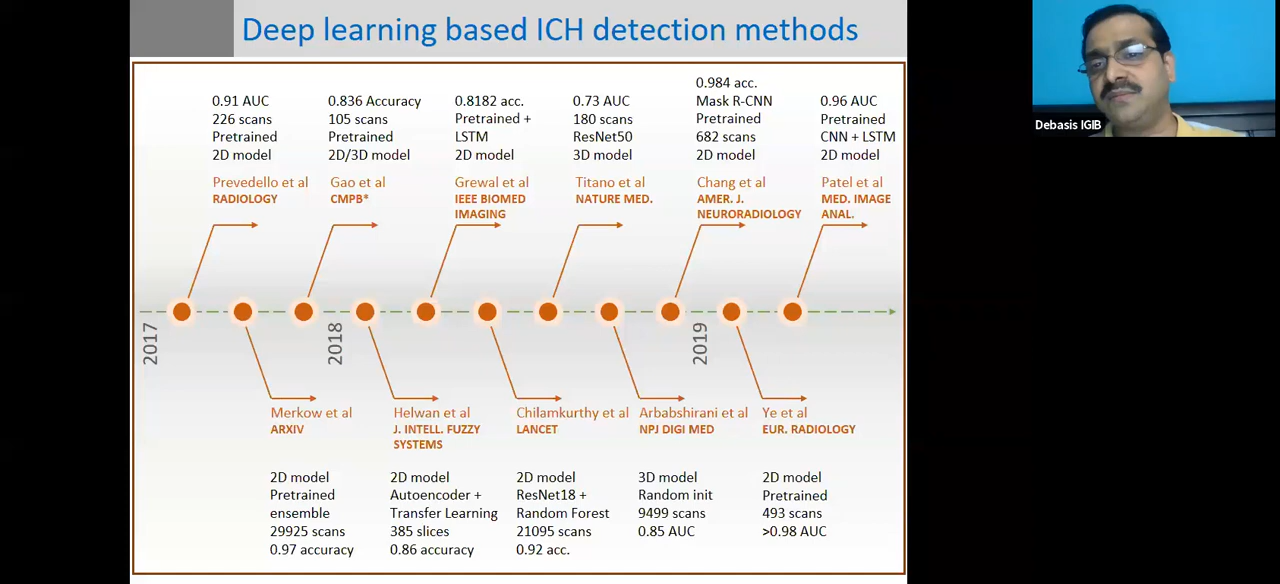 Deep learning based ICH detection methods
0.91 AUC
226 scans
Pretrained
2D model
Prevedello et al
RADIOLOGY
0.836 Accuracy
105 scans
Pretrained
2D/3D model
Gao et al
CMPB*
0.8182 acc.
Pretrained +
LSTM
2D model
Grewal et al
IEEE BIOMED
IMAGING
0.73 AUC
180 scans
ResNet50
3D model
Titano et al
NATURE MED.
0.984 acc.
Mask R-CNN
Pretrained
682 scans
2D model
Chang et al
AMER. J.
NEURORADIOLOGY
0.96 AUC
Pretrained
CNN + LSTM
2D model
Patel et al
MED. IMAGE
ANAL.
2017
2018
2019
Merkow et al
ARXIV
2D model
Pretrained
ensemble
29925 scans
0.97 accuracy
Helwan et al
J. INTELL. FUZZY
SYSTEMS
2D model
Autoencoder +
Transfer Learning
385 slices
0.86 accuracy
Chilamkurthy et al
LANCET
2D model
ResNet18 +
Random Forest
21095 scans
0.92 acc.
Arbabshirani et al
NPJ DIGI MED
3D model
Random init
9499 scans
0.85 AUC
Ye et al
EUR. RADIOLOGY
2D model
Pretrained
493 scans
>0.98 AUC
Debasis IGIB